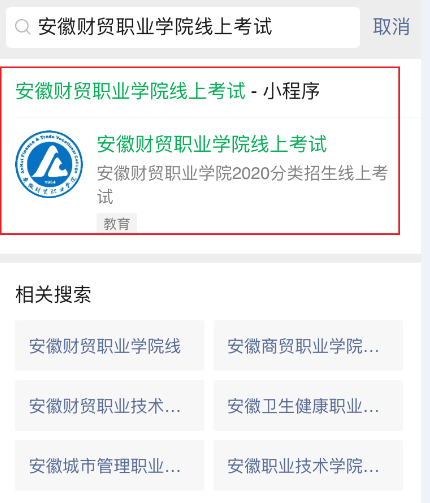 安徽财贸职业学院线上考试 取消
安徽财贸职业学院线上考试 - 小程序
安徽财贸职业学院线上考试
安徽财贸职业学院2020分类招生线上考
试
教育
相关搜索
安徽财贸职业学院线 安徽商贸职业学院…
安徽财贸职业技术… 安徽卫生健康职业…
安徽城市管理职业… 安徽职业技术学院…